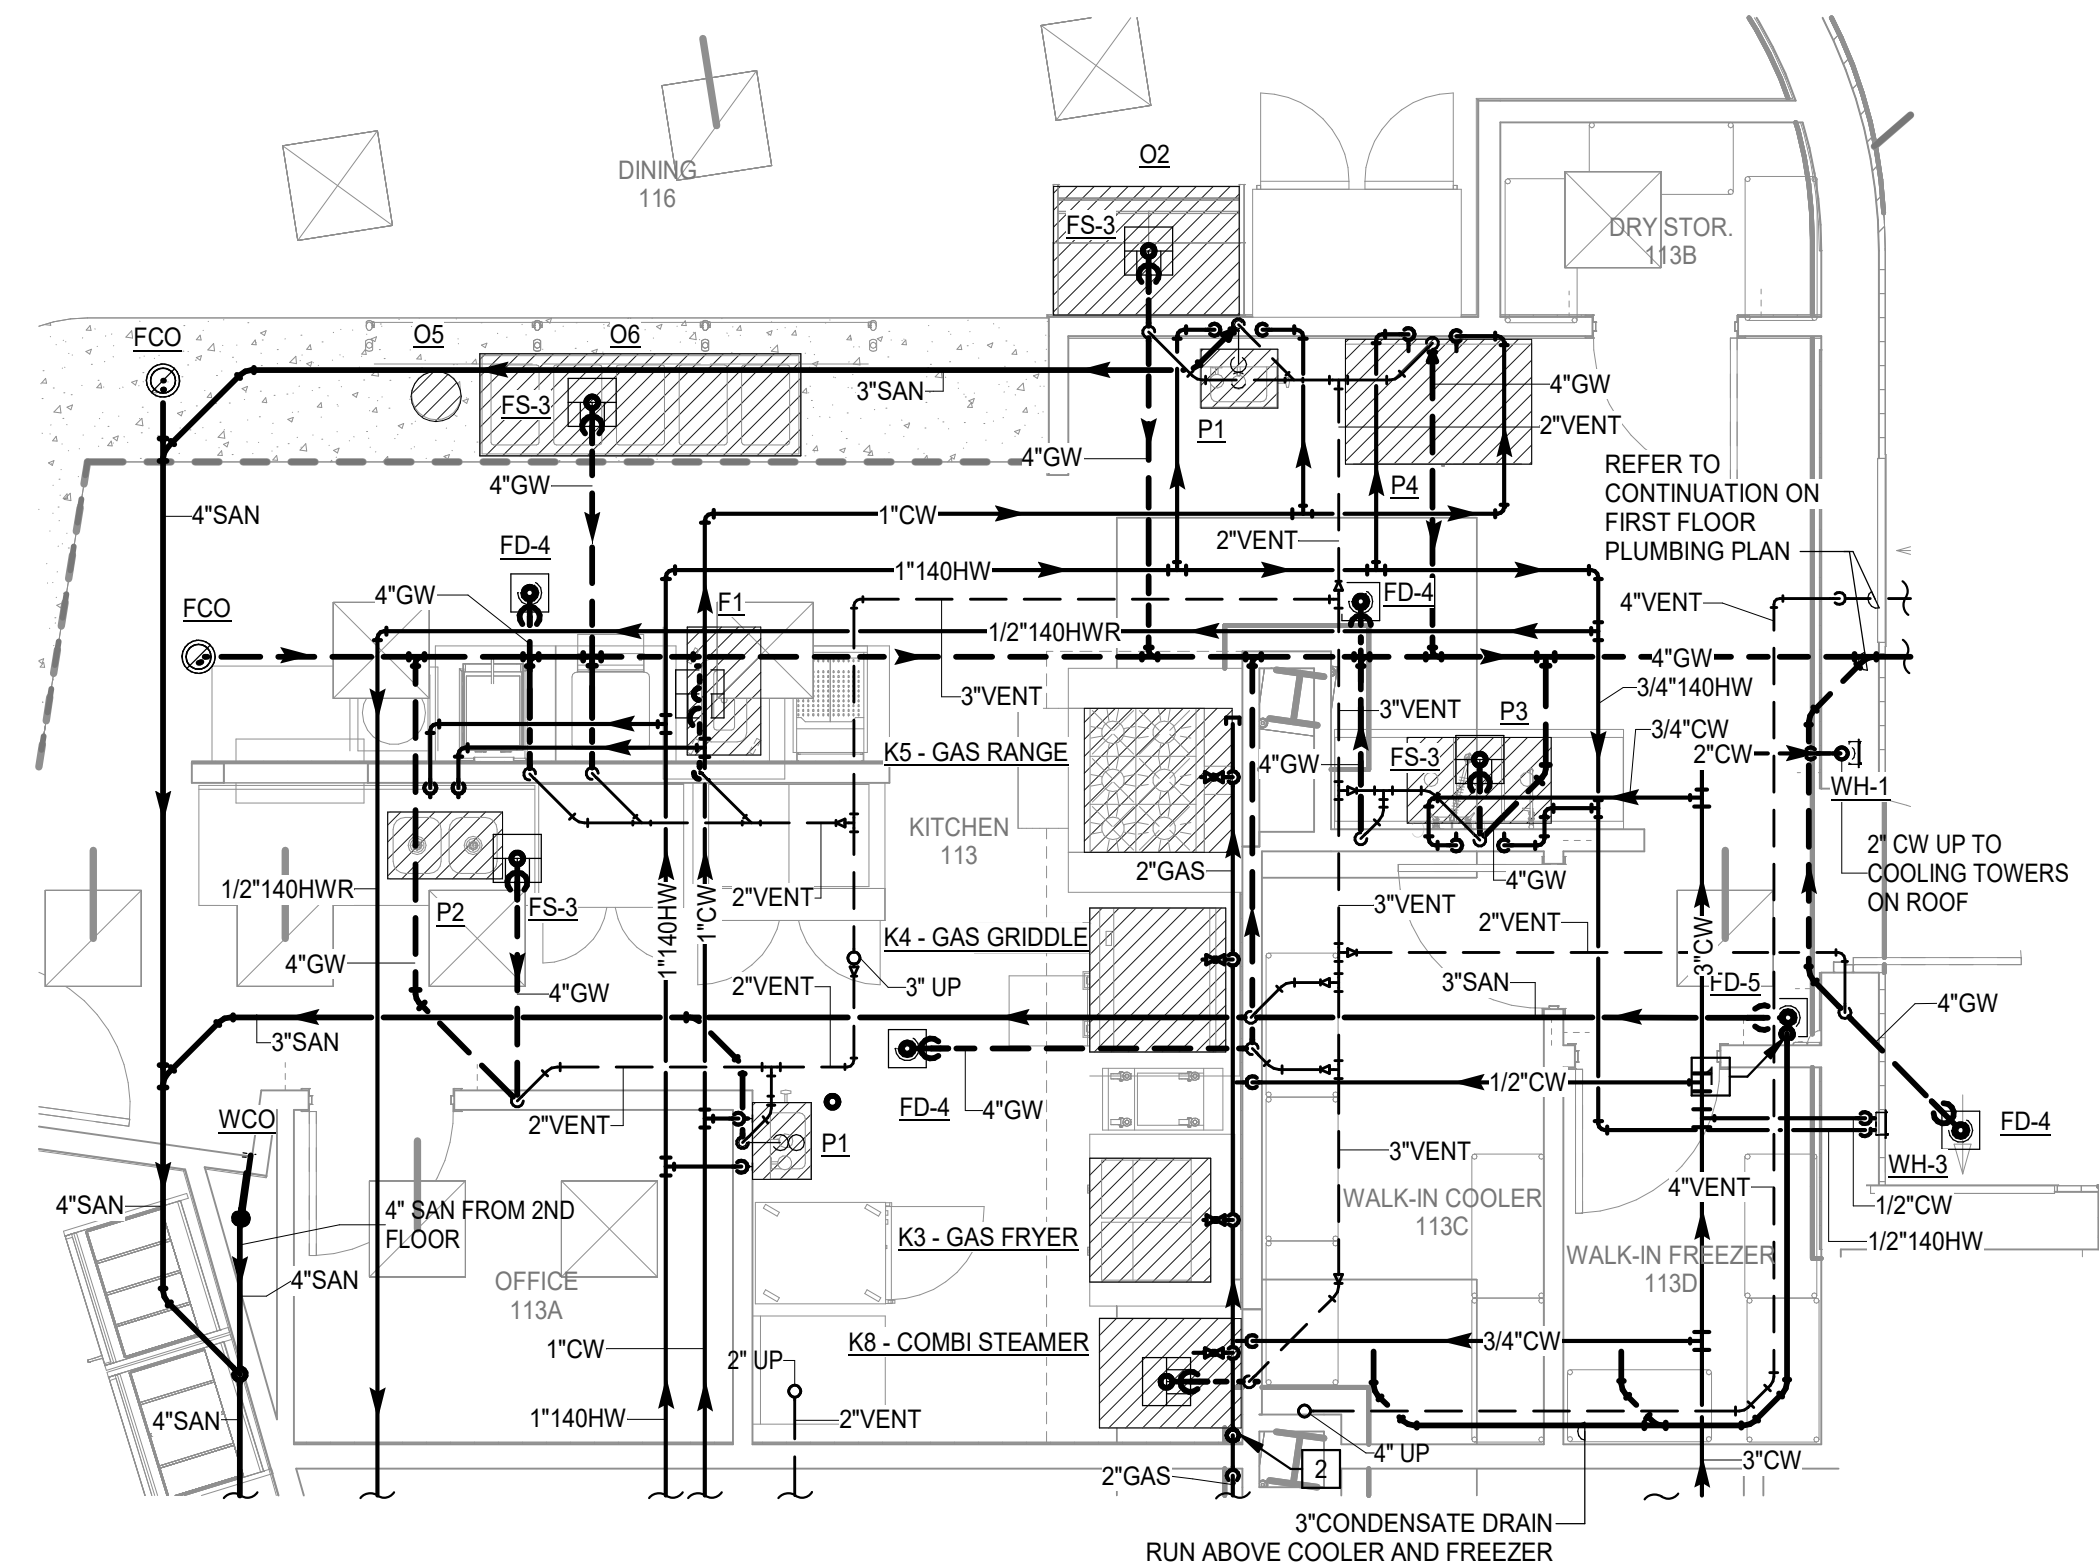 O2
DINING
116
FS-3
DRY STOR.
113B
FCO
O5
O6
FS-3
3"SAN
P1
4"GW
2"VENT
4"GW
REFER TO
CONTINUATION ON
FIRST FLOOR
PLUMBING PLAN
4"GW
P4
4"SAN
1"CW
2"VENT
FD-4
1"140HW
FD-4
4"GW
FCO
F1
4"VENT
1/2"140HWR
4"GW
3/4"140HW
3"VENT
3"VENT
P3
3/4"CW
K5 - GAS RANGE
4"GW
FS-3
2"CW
WH-1
KITCHEN
113
2" CW UP TO
COOLING TOWERS
ON ROOF
2"GAS
4"GW
1/2"140HWR
2"VENT
P2
FS-3
1"140HW
1"CW
3"VENT
2"VENT
K4 - GAS GRIDDLE
3"CW
4"GW
4"GW
2"VENT
3" UP
3"SAN
FD-5
4"GW
3"SAN
1/2"CW
1
FD-4
4"GW
WCO
2"VENT
P1
FD-4
3"VENT
WH-3
4"SAN
4" SAN FROM 2ND
FLOOR
WALK-IN COOLER
113C
4"VENT
1/2"CW
K3 - GAS FRYER
1/2"140HW
4"SAN
OFFICE
113A
WALK-IN FREEZER
113D
1"CW
2" UP
K8 - COMBI STEAMER
3/4"CW
4"SAN
1"140HW
2"VENT
4" UP
2"GAS
2
3"CW
3"CONDENSATE DRAIN
RUN ABOVE COOLER AND FREEZER